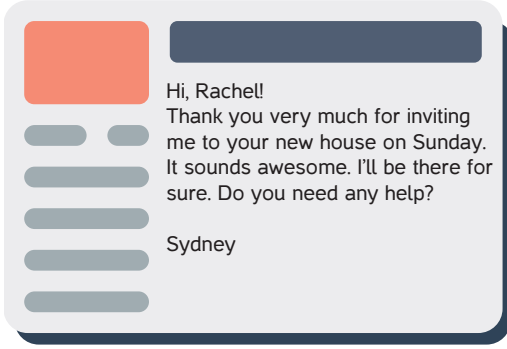 Hi, Rachel!
Thank you very much for inviting
me to your new house on Sunday.
It sounds awesome. I’ll be there for
sure. Do you need any help?
Sydney